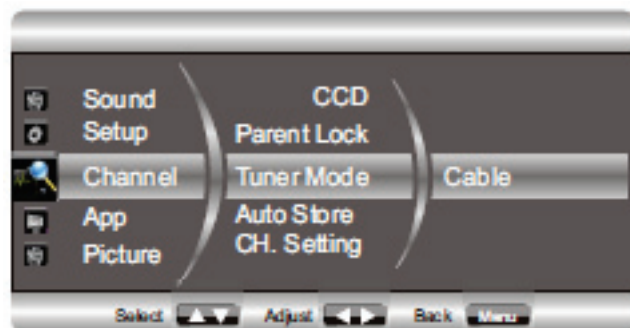 Sound
Setup
Channel
App
Picture
CCD
Parent Lock
Tuner Mode
Auto Store
CH. Setting
Cable
Select Adjust Back Menu